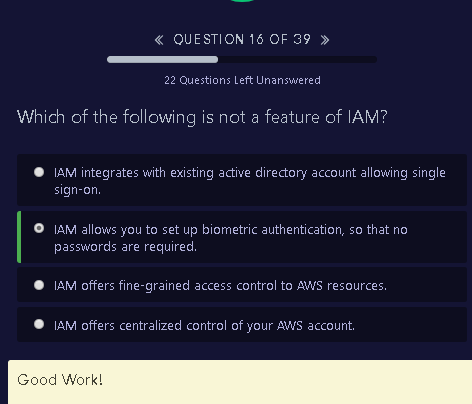 « QUESTION 16 OF 39 »
22 Questions Left Unanswered
Which of the following is not a feature of IAM?
IAM integrates with existing active directory account allowing single
sign-on.
IAM allows you to set up biometric authentication, so that no
passwords are required.
IAM offers fine-grained access control to AWS resources.
IAM offers centralized control of your AWS account.
Good Work!